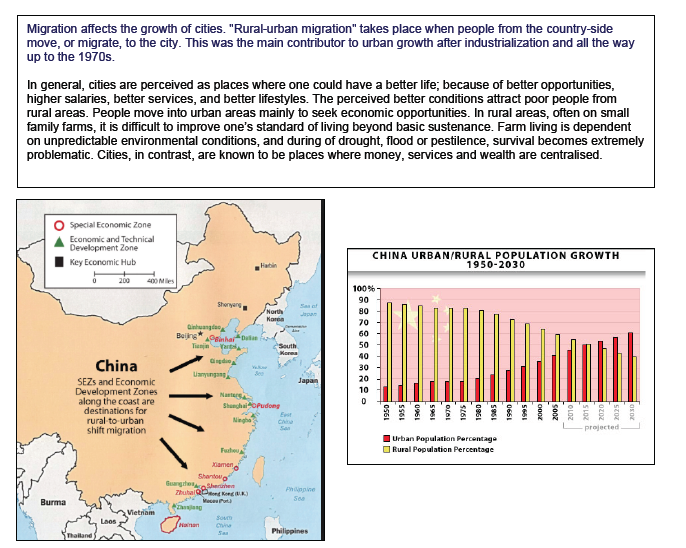 Migration affects the growth of cities. "Rural-urban migration" takes place when people from the country-side
move, or migrate, to the city. This was the main contributor to urban growth after industrialization and all the way
up to the 1970s.
In general, cities are perceived as places where one could have a better life; because of better opportunities,
higher salaries, better services, and better lifestyles. The perceived better conditions attract poor people from
rural areas. People move into urban areas mainly to seek economic opportunities. In rural areas, often on small
family farms, it is difficult to improve one's standard of living beyond basic sustenance. Farm living is dependent
on unpredictable environmental conditions, and during of drought, flood or pestilence, survival becomes extremely
problematic. Cities, in contrast, are known to be places where money, services and wealth are centralised.
Special Economic Zone
Economic and Technical
Development Zone
Key Economic Hub
0 200 400 Miles
Harbin
Shenyang
North
Korea
Sea of
Japan
Qinhuangdau
Beijing
Binhai
Dalian
Tianjin
Yantai
South
Korea
Qingdau
Yellow
Sea
Lianyungang
Japan
China
SEZs and Economic
Development Zones
along the coast are
destinations for
rural-to-urban
shift migration
Nantong
Shanghai
Pudong
Ningbo
East
China
Sea
Fuzhou
Xiamen
Shantou
Shenzhen
Guangzhou
Zhuhai
Hong Kong (U.K.)
Macau (Port.)
Zhanjiang
Hainan
Philippine
Sea
South
China
Sea
Burma
Vietnam
Laos
Thailand
Philippines
CHINA URBAN/RURAL POPULATION GROWTH
1950-2030
100%
90
80
70
60
50
40
30
20
10
0
1950 1955 1960 1965 1970 1975 1980 1985 1990 1995 2000 2005 2010 2015 2020 2025 2030
projected
Urban Population Percentage
Rural Population Percentage